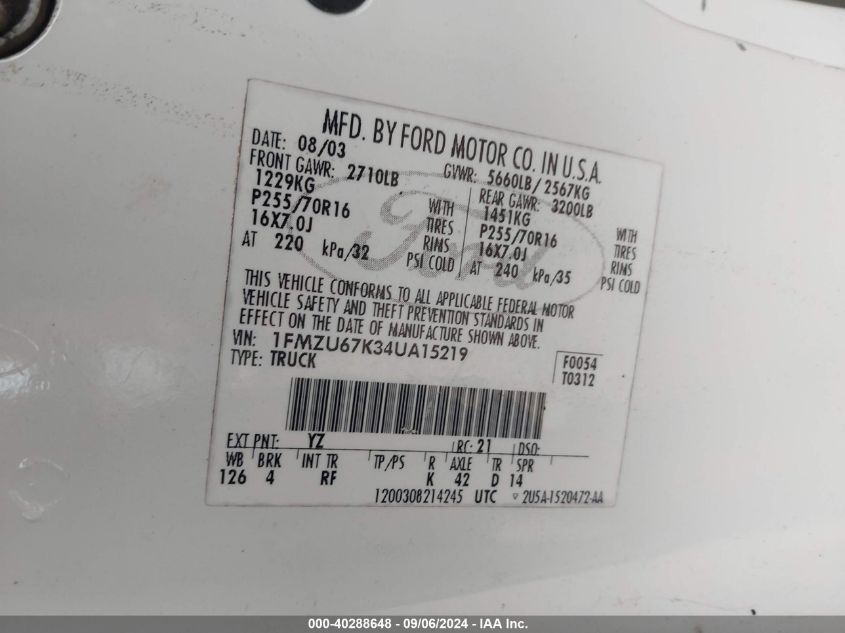 MFD. BY FORD MOTOR CO. IN U.S.A.
DATE: 08/03 GVWR: 5660LB/ 2567KG
FRONT GAWR: 2710LB REAR GAWR: 3200LB
1229KG WITH 1451KG WITH
P255/70R16 TIRES P255/70R16 TIRES
16X7.0J RIMS 16X7.0J RIMS
AT 220 kPa/32 PSI COLD AT 240 kPa/35 PSI COLD
Ford
THIS VEHICLE CONFORMS TO ALL APPLICABLE FEDERAL MOTOR
VEHICLE SAFETY AND THEFT PREVENTION STANDARDS IN
EFFECT ON THE DATE OF MANUFACTURE SHOWN ABOVE.
VIN: 1FMZU67K34UA15219
TYPE: TRUCK
F0054
T0312
EXT PNT: YZ RC: 21 DSO:
WB BRK INT TR TP/PS R AXLE TR SPR
126 4 RF K 42 D 14
1200308214245 UTC 2U5A-1520472-AA
000-40288648 - 09/06/2024 - IAA Inc.